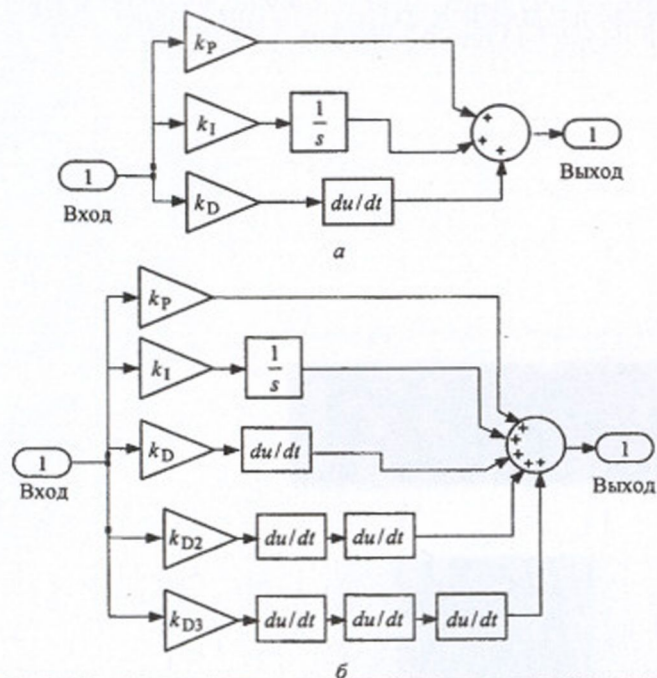 k_P
k_I
1/s
1
Вход
k_D
du/dt
+
+
+
1
Выход
а
k_P
k_I
1/s
k_D
du/dt
1
Вход
k_D2
du/dt
du/dt
k_D3
du/dt
du/dt
du/dt
+
+
+
+
+
1
Выход
б